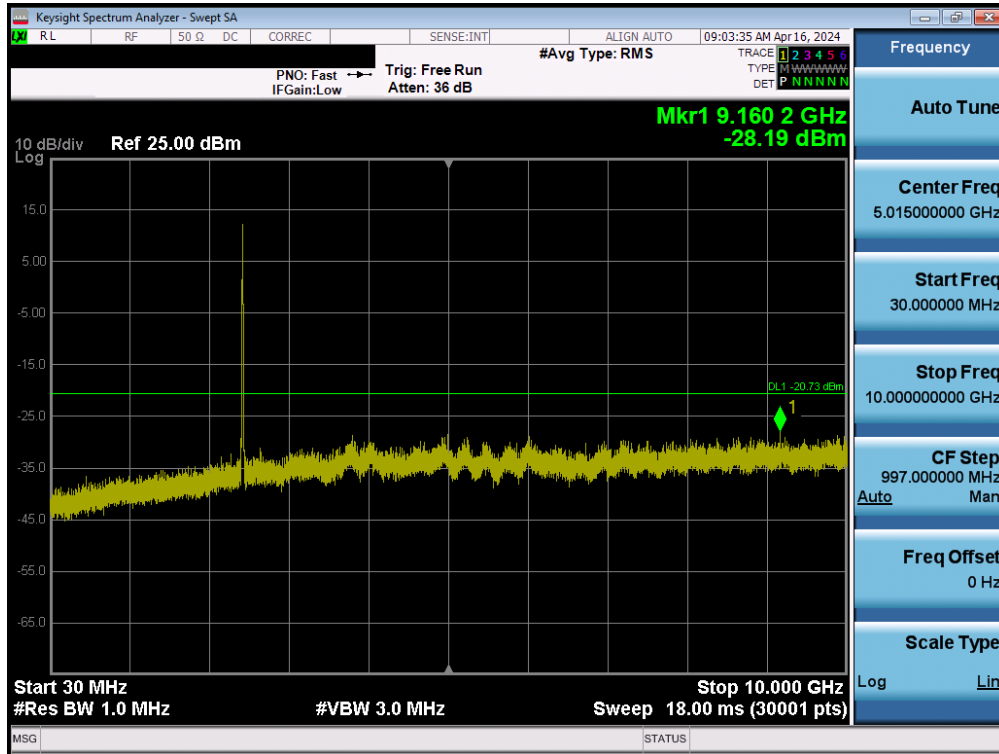 Keysight Spectrum Analyzer - Swept SA
LXI RL RF 50 Ω DC CORREC SENSE:INT ALIGN AUTO 09:03:35 AM Apr 16, 2024
PNO: Fast
IFGain:Low
Trig: Free Run
Atten: 36 dB
#Avg Type: RMS
TRACE 1 2 3 4 5 6
TYPE M WWWWW
DET P N N N N N
Mkr1 9.160 2 GHz
-28.19 dBm
10 dB/div
Log
Ref 25.00 dBm
15.0
5.00
-5.00
-15.0
DL1 -20.73 dBm
1
-25.0
-35.0
-45.0
-55.0
-65.0
Start 30 MHz
Stop 10.000 GHz
#Res BW 1.0 MHz
#VBW 3.0 MHz
Sweep 18.00 ms (30001 pts)
MSG
STATUS
Frequency
Auto Tune
Center Freq
5.015000000 GHz
Start Freq
30.000000 MHz
Stop Freq
10.000000000 GHz
CF Step
997.000000 MHz
Auto Man
Freq Offset
0 Hz
Scale Type
Log Lin